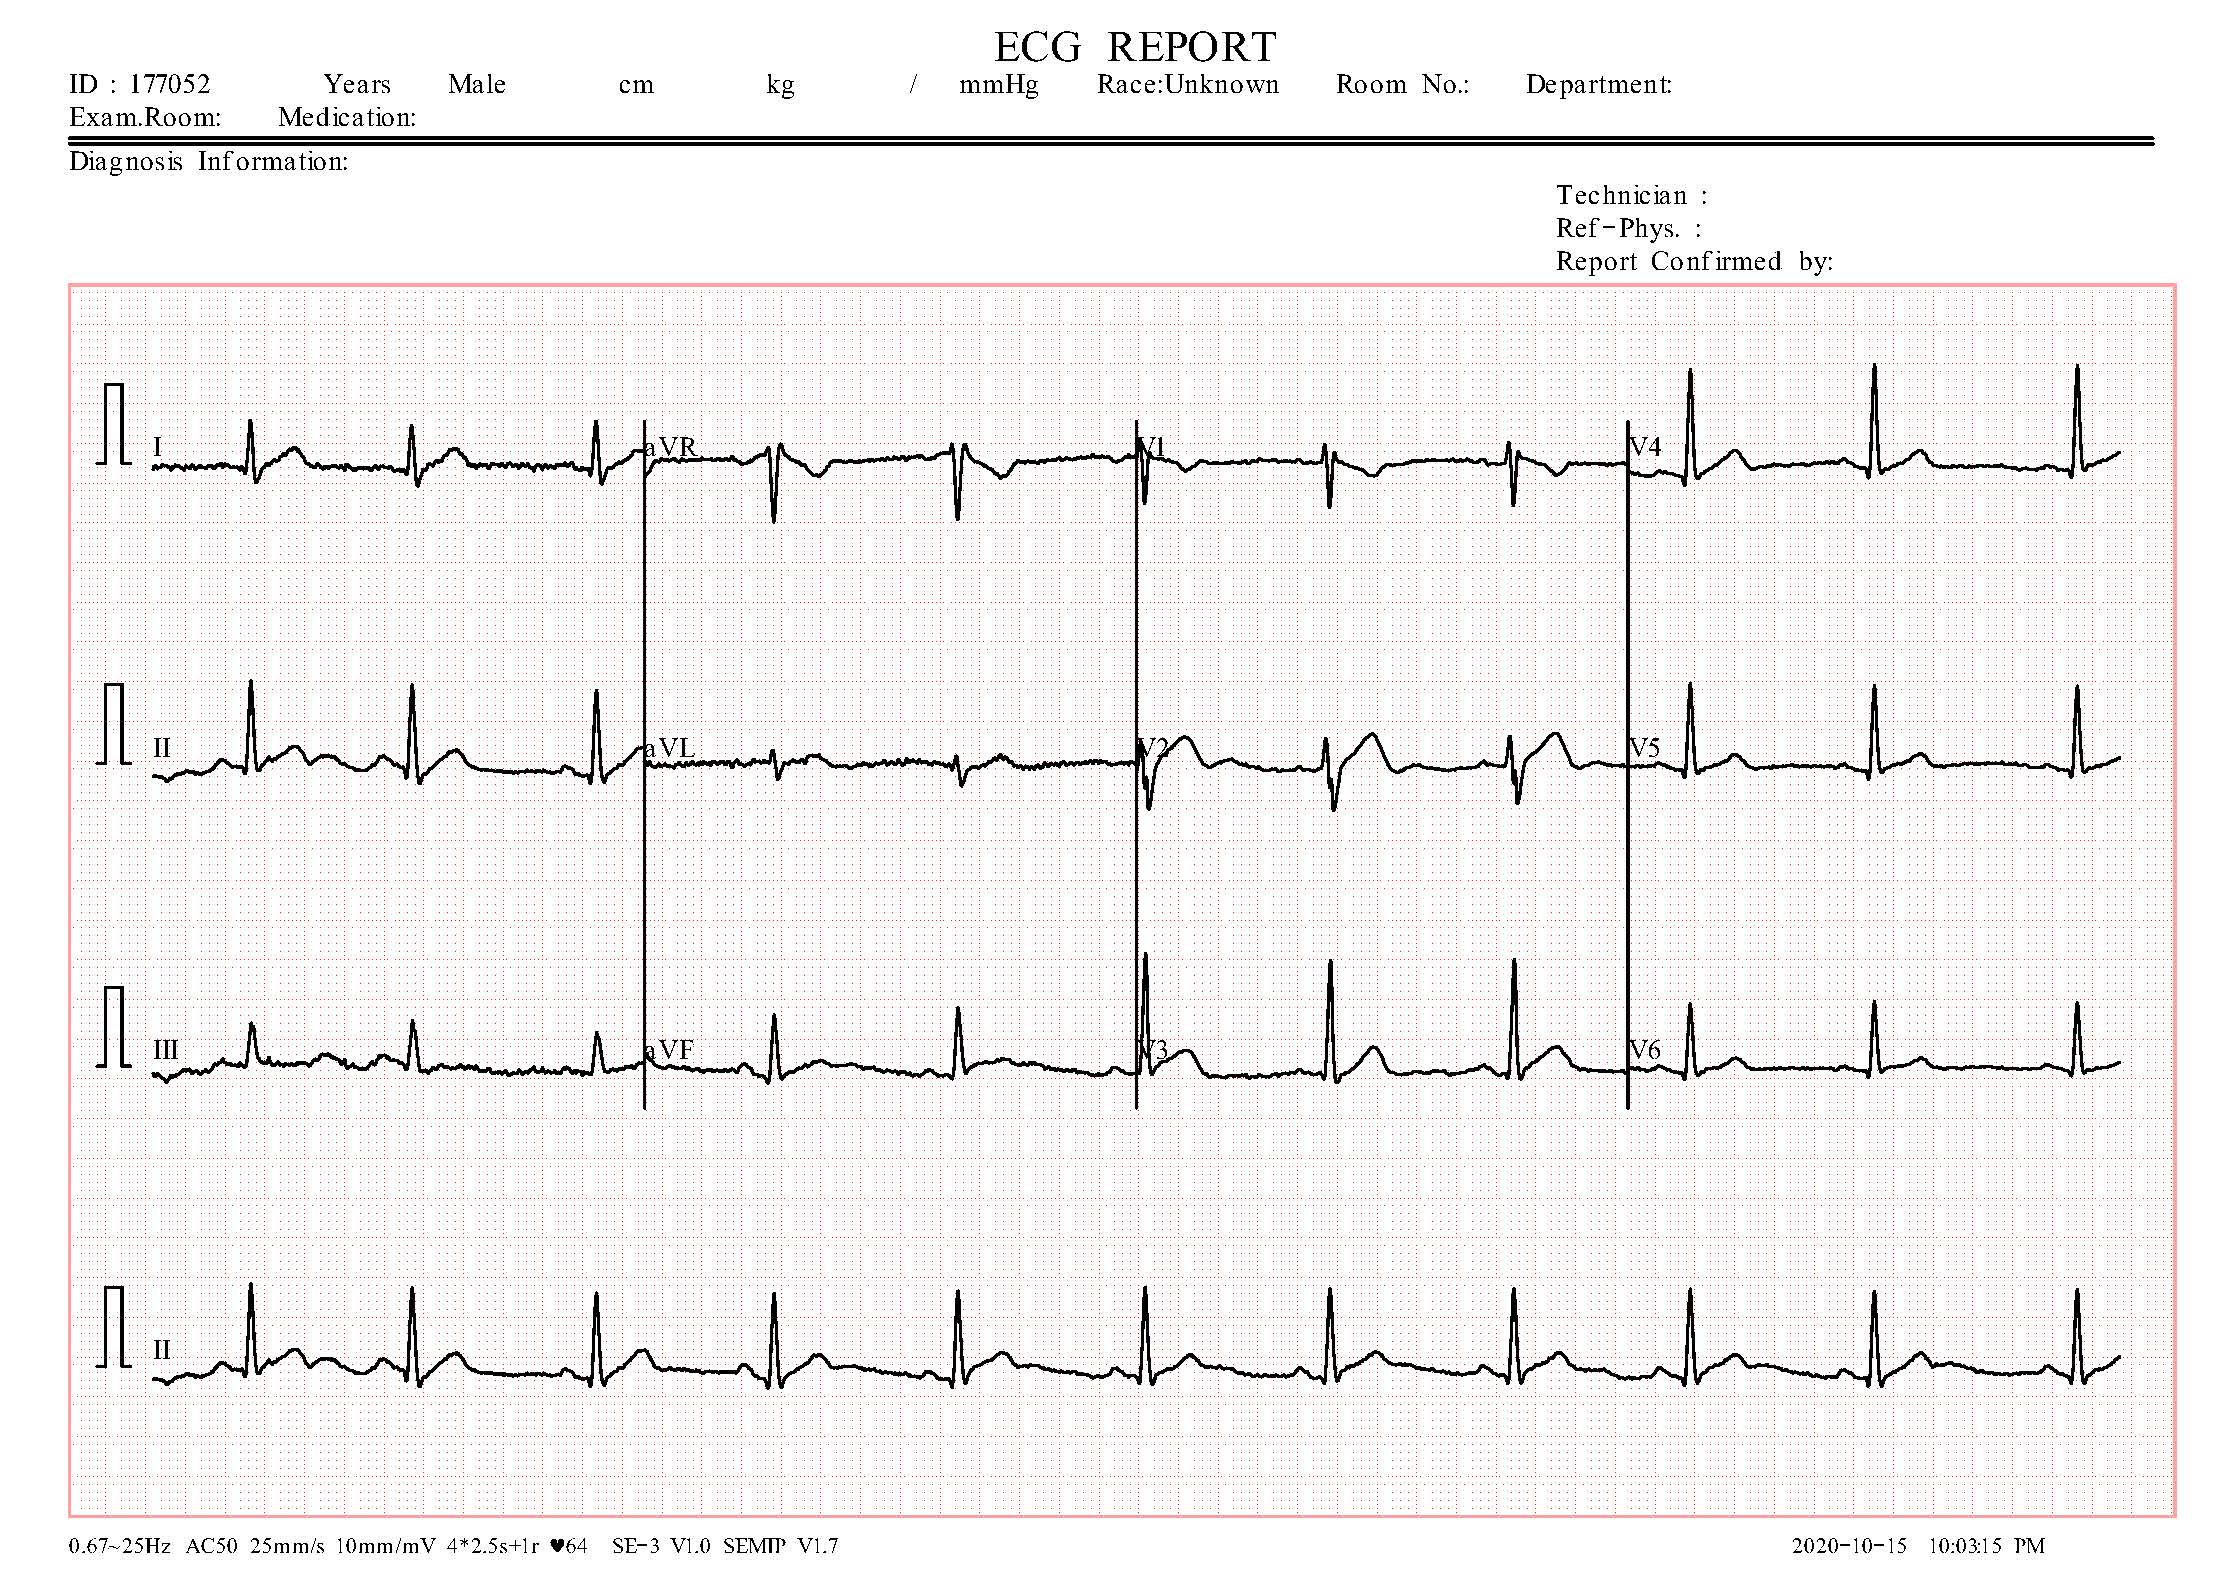 ECG REPORT
ID : 177052 Years Male cm kg / mmHg Race:Unknown Room No.: Department:
Exam.Room: Medication:
Diagnosis Information:
Technician :
Ref-Phys. :
Report Confirmed by:
I aVR V1 V4
II aVL V2 V5
III aVF V3 V6
II
0.67~25Hz AC50 25mm/s 10mm/mV 4*2.5s+1r ♥64 SE-3 V1.0 SEMIP V1.7 2020-10-15 10:03:15 PM